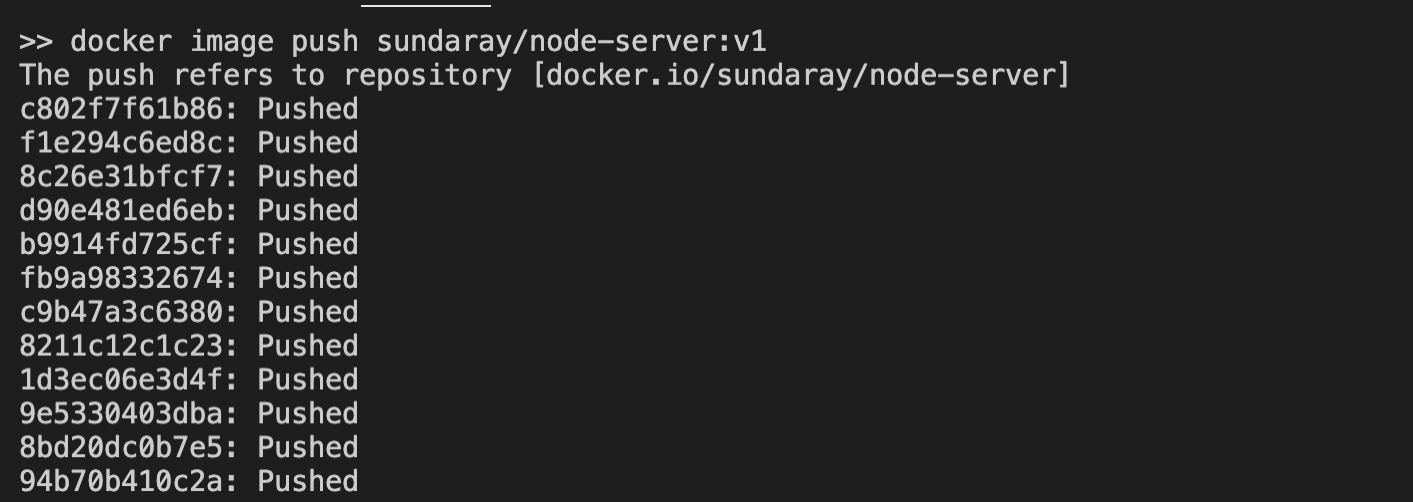 >> docker image push sundaray/node-server:v1
The push refers to repository [docker.io/sundaray/node-server]
c802f7f61b86: Pushed
f1e294c6ed8c: Pushed
8c26e31bfcf7: Pushed
d90e481ed6eb: Pushed
b9914fd725cf: Pushed
fb9a98332674: Pushed
c9b47a3c6380: Pushed
8211c12c1c23: Pushed
1d3ec06e3d4f: Pushed
9e5330403dba: Pushed
8bd20dc0b7e5: Pushed
94b70b410c2a: Pushed